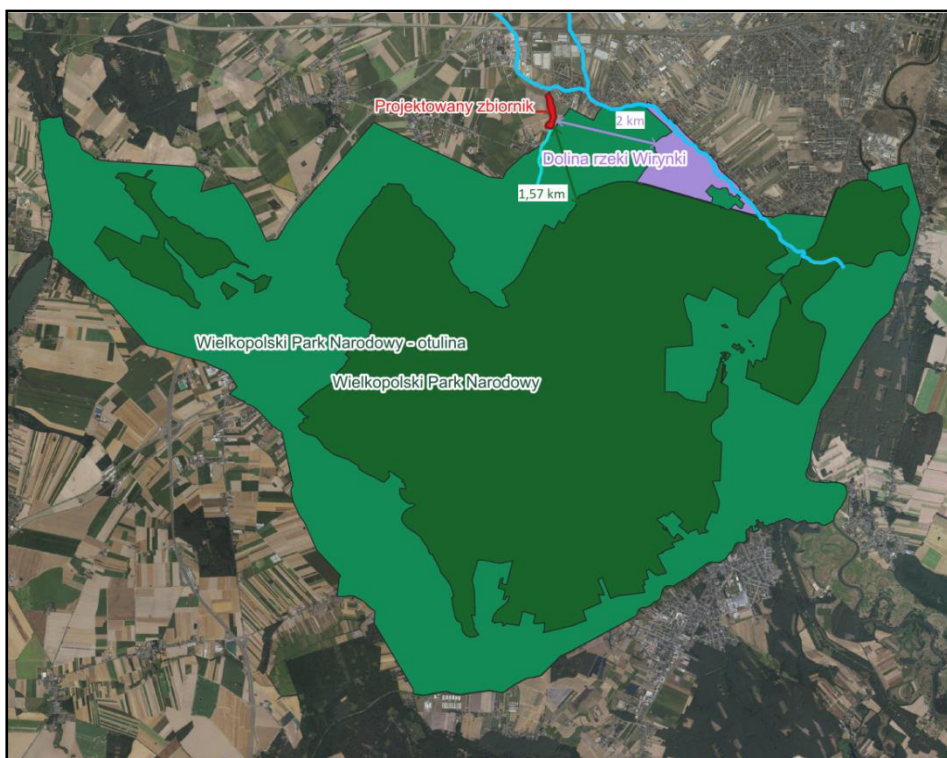 Projektowany zbiornik
2 km
Dolina rzeki Wirynki
1,57 km
Wielkopolski Park Narodowy - otulina
Wielkopolski Park Narodowy